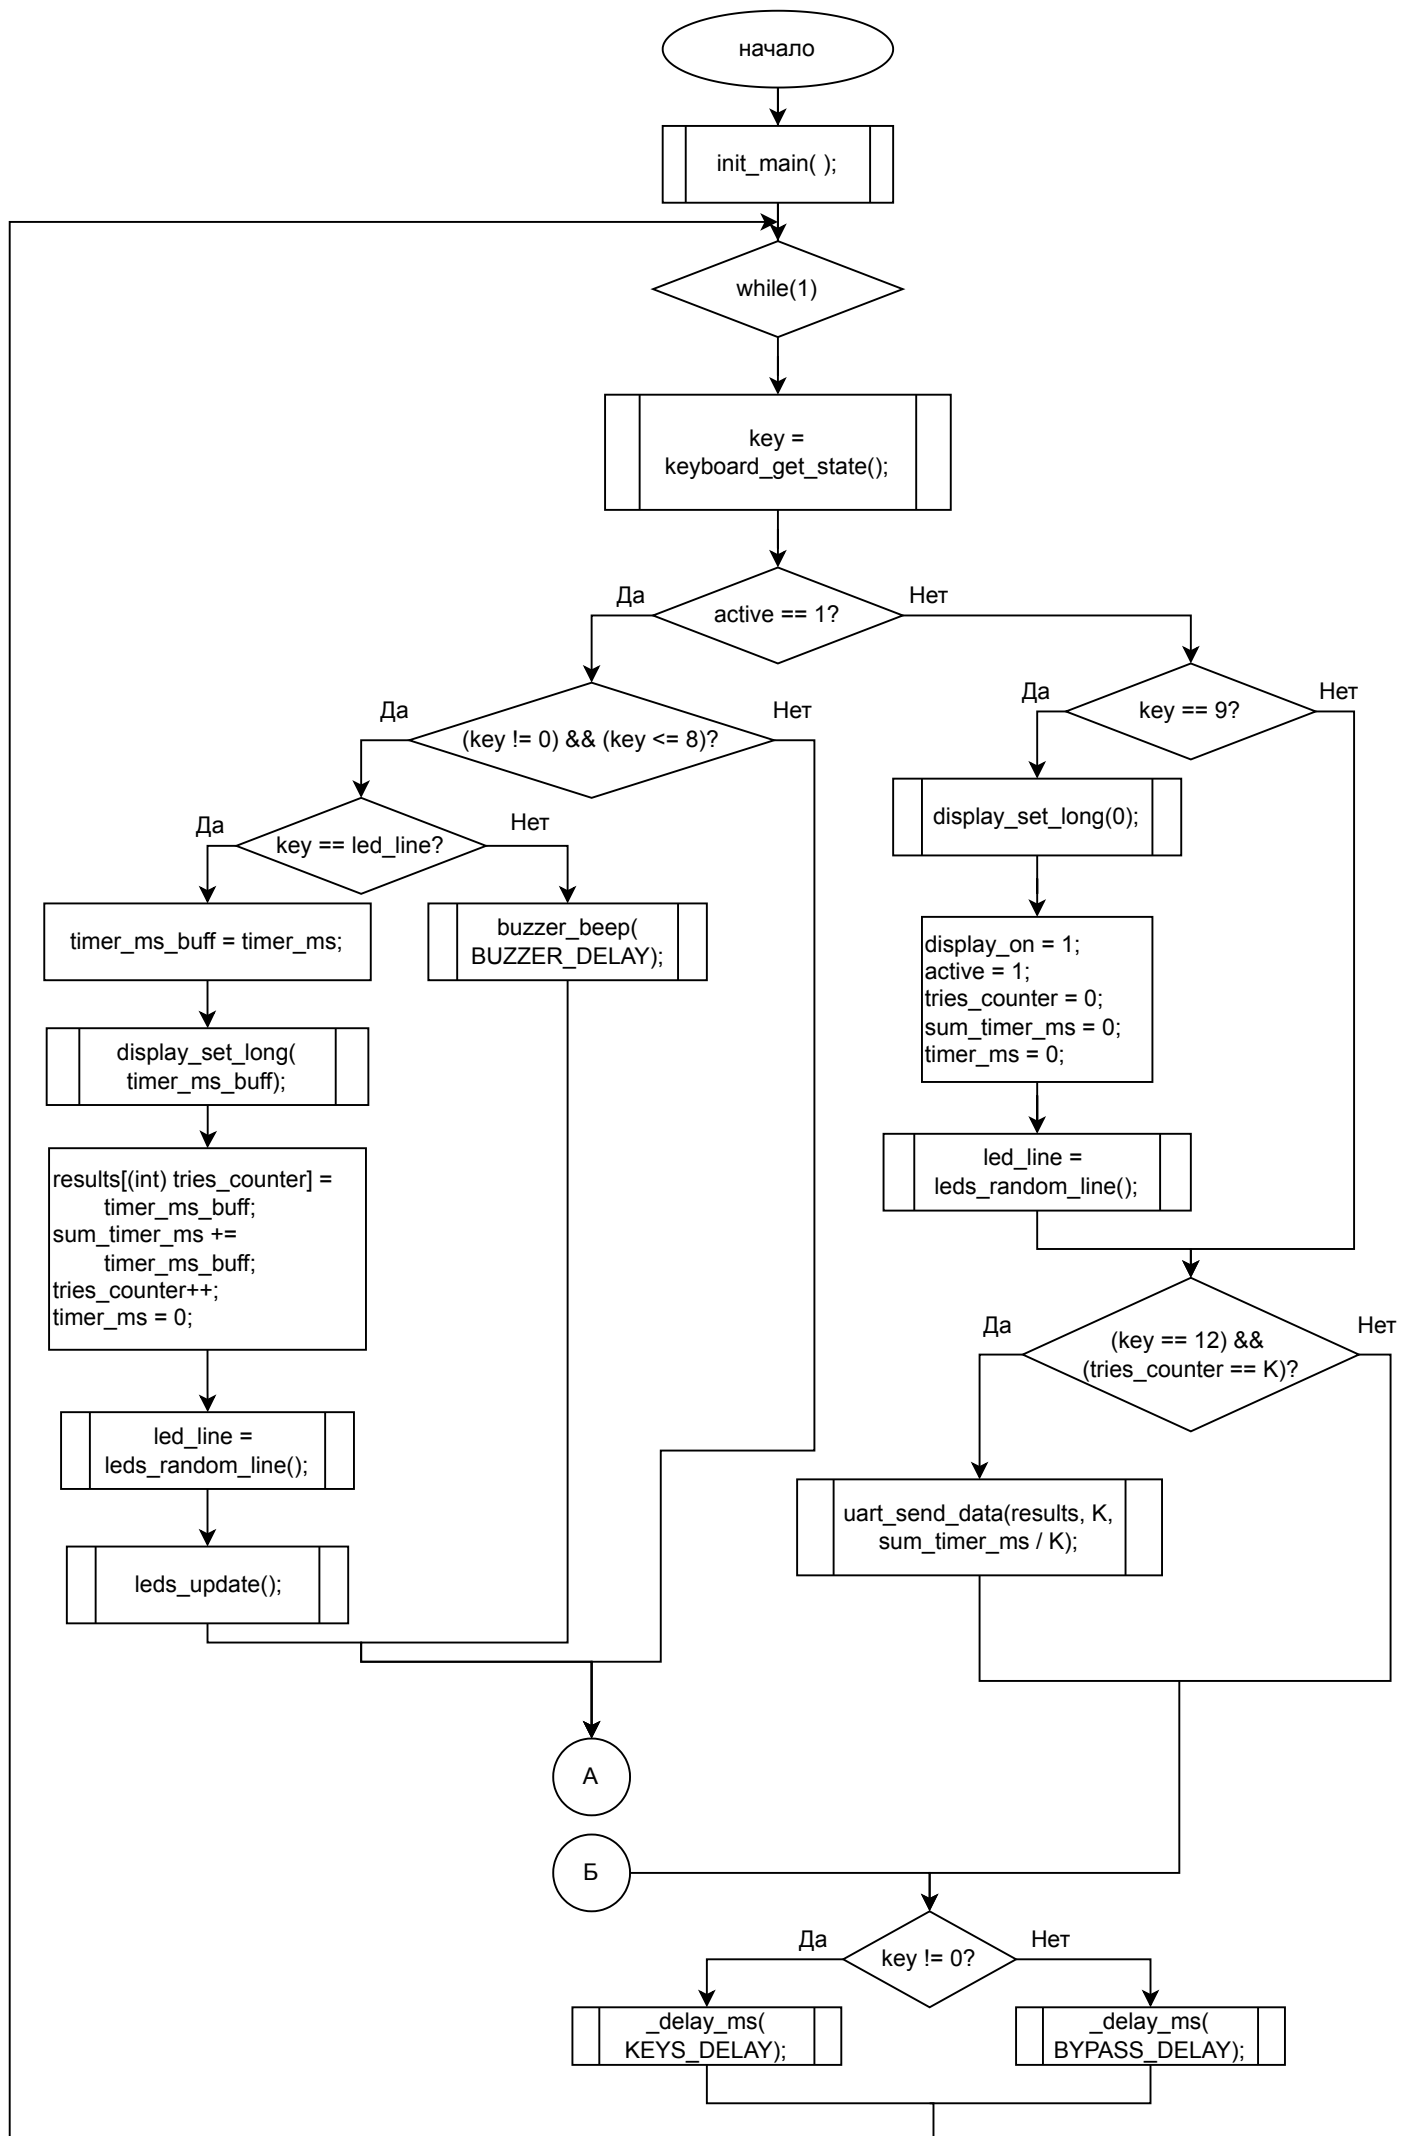 начало
init_main( );
while(1)
key =
keyboard_get_state();
active == 1?
Да
Нет
(key != 0) && (key <= 8)?
Да
Нет
key == 9?
Да
Нет
key == led_line?
Да
Нет
display_set_long(0);
timer_ms_buff = timer_ms;
buzzer_beep(
BUZZER_DELAY);
display_on = 1;
active = 1;
tries_counter = 0;
sum_timer_ms = 0;
timer_ms = 0;
display_set_long(
timer_ms_buff);
led_line =
leds_random_line();
results[(int) tries_counter] =
timer_ms_buff;
sum_timer_ms +=
timer_ms_buff;
tries_counter++;
timer_ms = 0;
Да
Нет
(key == 12) &&
(tries_counter == K)?
led_line =
leds_random_line();
uart_send_data(results, K,
sum_timer_ms / K);
leds_update();
А
Б
Да
Нет
key != 0?
_delay_ms(
KEYS_DELAY);
_delay_ms(
BYPASS_DELAY);